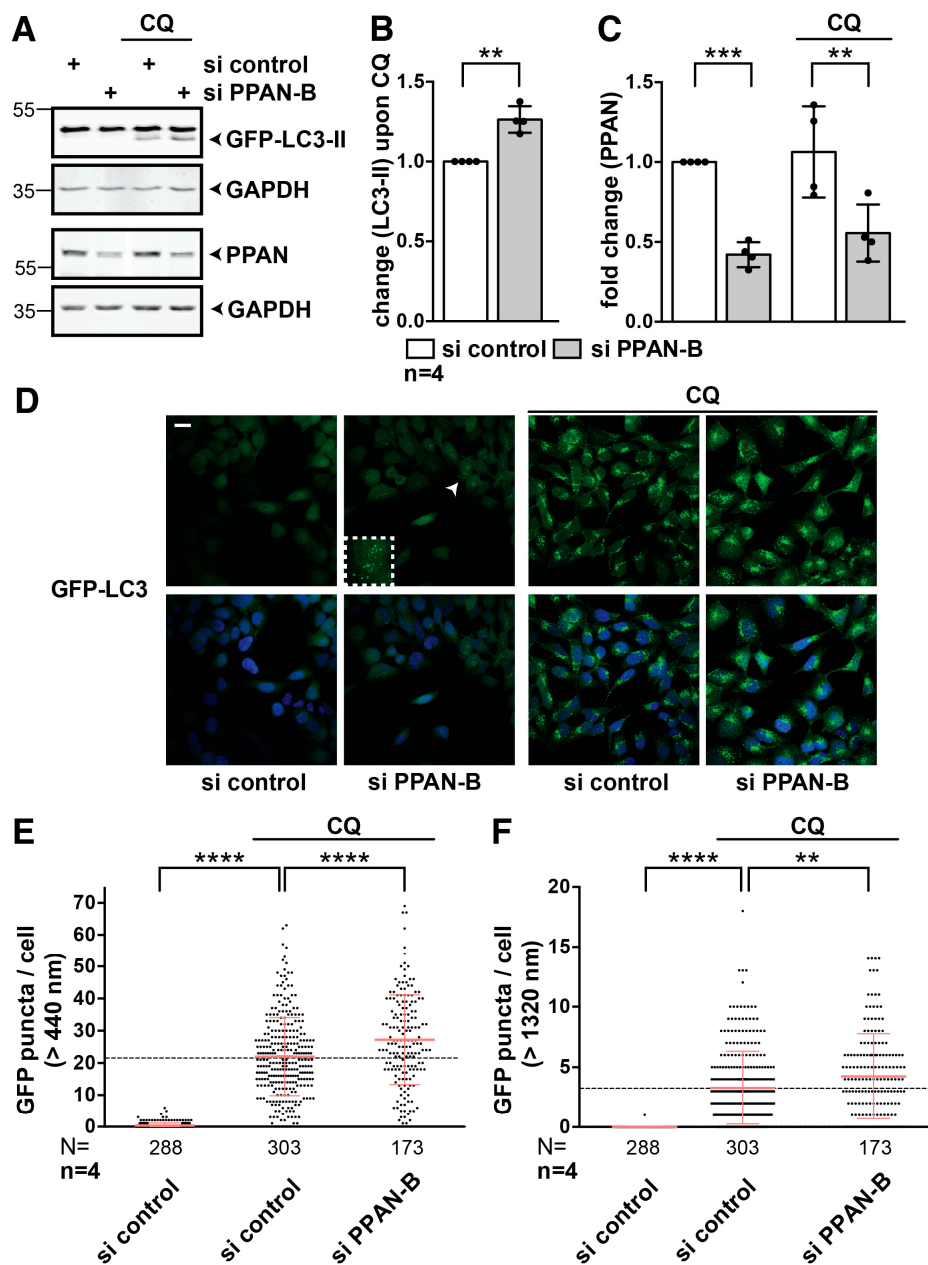 A
CQ
+ + si control
+ + si PPAN-B
55
GFP-LC3-II
35
GAPDH
PPAN
55
35
GAPDH
B
**
change (LC3-II) upon CQ
1.5
1.0
0.5
0.0
C
CQ
***
**
fold change (PPAN)
1.5
1.0
0.5
0.0
si control si PPAN-B
n=4
D
CQ
GFP-LC3
si control si PPAN-B si control si PPAN-B
E
CQ
****
****
GFP puncta / cell
(> 440 nm)
70
60
50
40
30
20
10
0
N= 288 303 173
n=4
si control
si control
si PPAN-B
F
CQ
****
**
GFP puncta / cell
(> 1320 nm)
20
15
10
5
0
N= 288 303 173
n=4
si control
si control
si PPAN-B